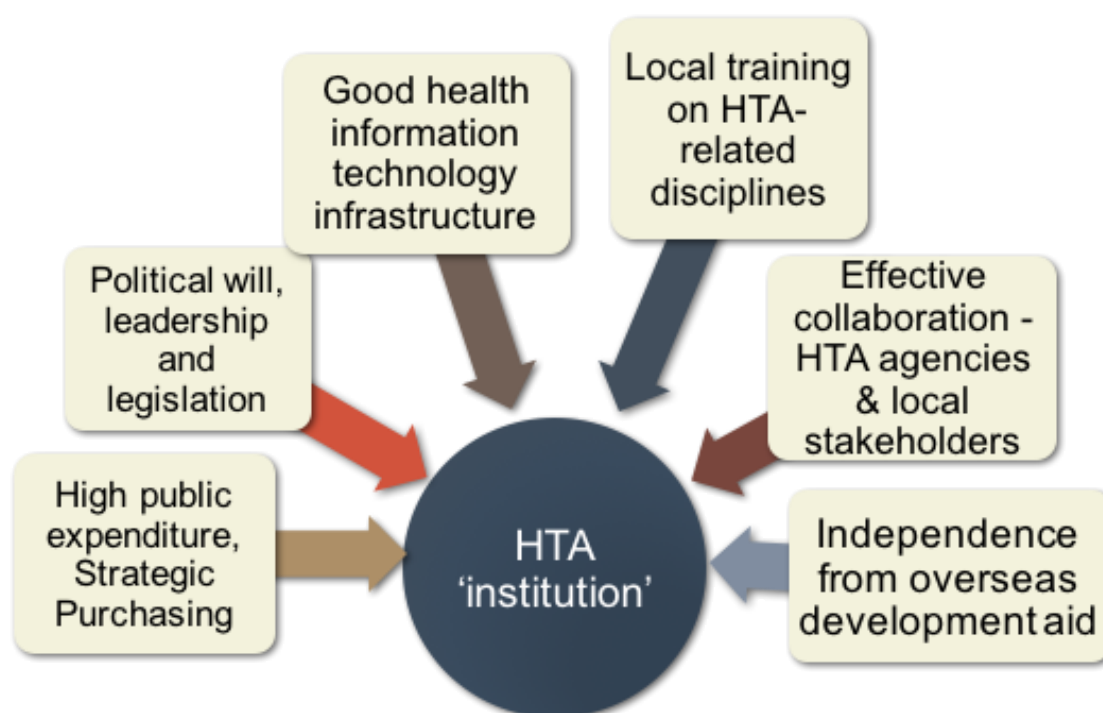 Good health
information
technology
infrastructure
Local training
on HTA-
related
disciplines
Political will,
leadership
and
legislation
Effective
collaboration -
HTA agencies
& local
stakeholders
High public
expenditure,
Strategic
Purchasing
HTA
‘institution’
Independence
from overseas
development aid